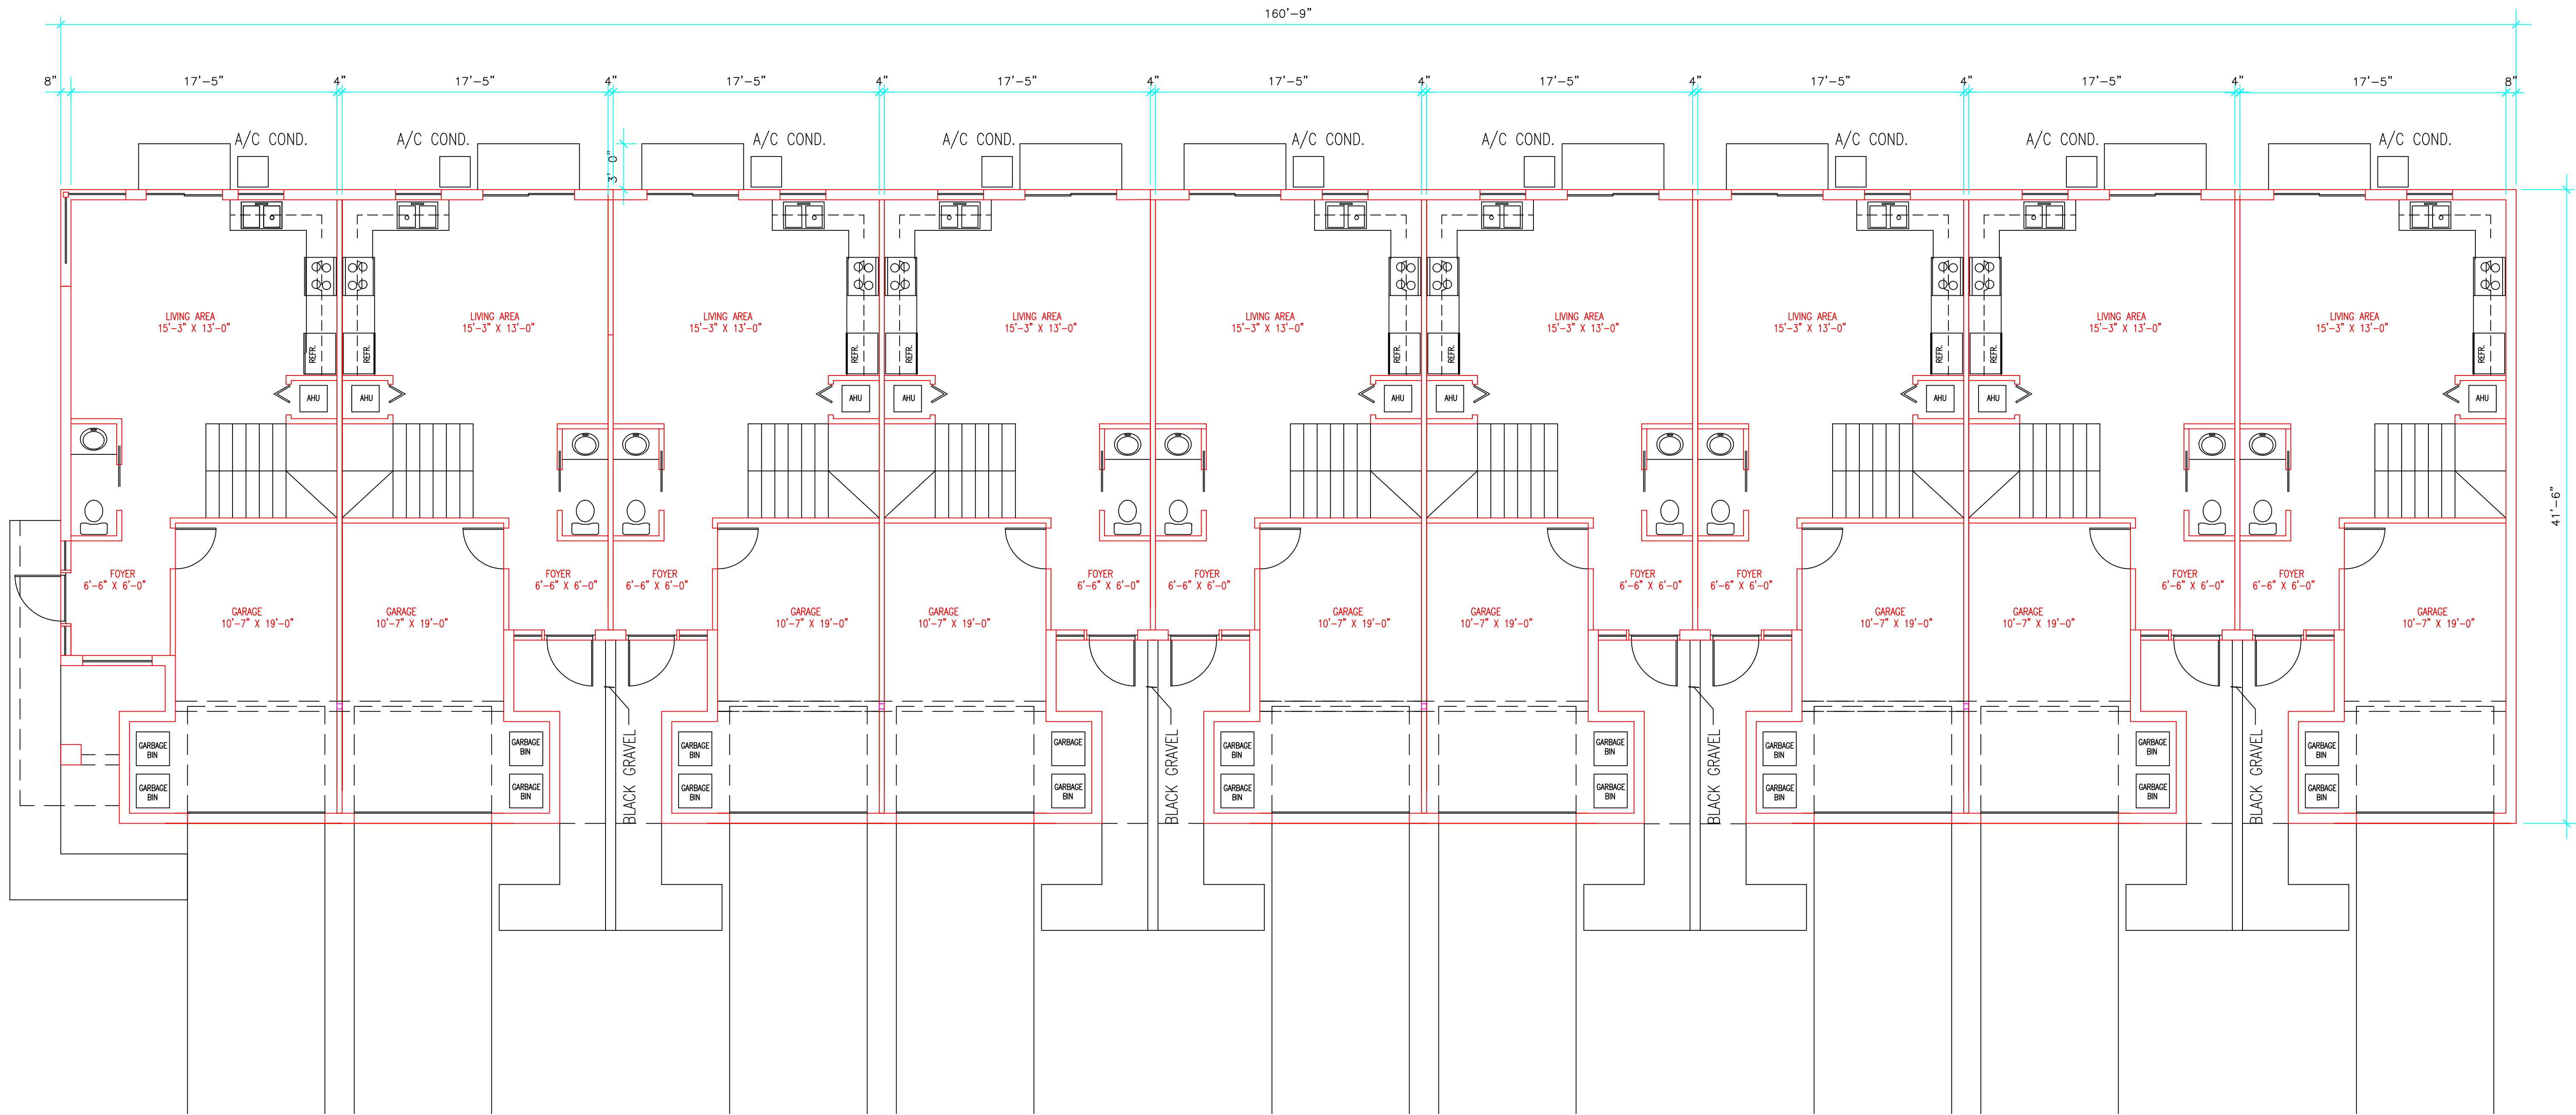 160'-9"
8" 17'-5" 4" 17'-5" 4" 17'-5" 4" 17'-5" 4" 17'-5" 4" 17'-5" 4" 17'-5" 4" 17'-5" 4" 17'-5" 8"
A/C COND. A/C COND. A/C COND. A/C COND. A/C COND. A/C COND. A/C COND. A/C COND. A/C COND.
3'0"
LIVING AREA LIVING AREA LIVING AREA LIVING AREA LIVING AREA LIVING AREA LIVING AREA LIVING AREA LIVING AREA
15'-3" X 13'-0" 15'-3" X 13'-0" 15'-3" X 13'-0" 15'-3" X 13'-0" 15'-3" X 13'-0" 15'-3" X 13'-0" 15'-3" X 13'-0" 15'-3" X 13'-0" 15'-3" X 13'-0"
REFR. REFR. REFR. REFR. REFR. REFR. REFR. REFR. REFR.
AHU AHU AHU AHU AHU AHU AHU AHU AHU
41'-6"
FOYER FOYER FOYER FOYER FOYER FOYER FOYER FOYER FOYER
6'-6" X 6'-0" 6'-6" X 6'-0" 6'-6" X 6'-0" 6'-6" X 6'-0" 6'-6" X 6'-0" 6'-6" X 6'-0" 6'-6" X 6'-0" 6'-6" X 6'-0" 6'-6" X 6'-0"
GARAGE GARAGE GARAGE GARAGE GARAGE GARAGE GARAGE GARAGE GARAGE
10'-7" X 19'-0" 10'-7" X 19'-0" 10'-7" X 19'-0" 10'-7" X 19'-0" 10'-7" X 19'-0" 10'-7" X 19'-0" 10'-7" X 19'-0" 10'-7" X 19'-0" 10'-7" X 19'-0"
GARBAGE GARBAGE GARBAGE GARBAGE GARBAGE GARBAGE GARBAGE GARBAGE GARBAGE
BIN BIN BIN BIN BIN BIN BIN BIN
GARBAGE GARBAGE GARBAGE GARBAGE GARBAGE GARBAGE GARBAGE GARBAGE GARBAGE
BIN BIN BIN BIN BIN BIN BIN BIN BIN
BLACK GRAVEL BLACK GRAVEL BLACK GRAVEL BLACK GRAVEL